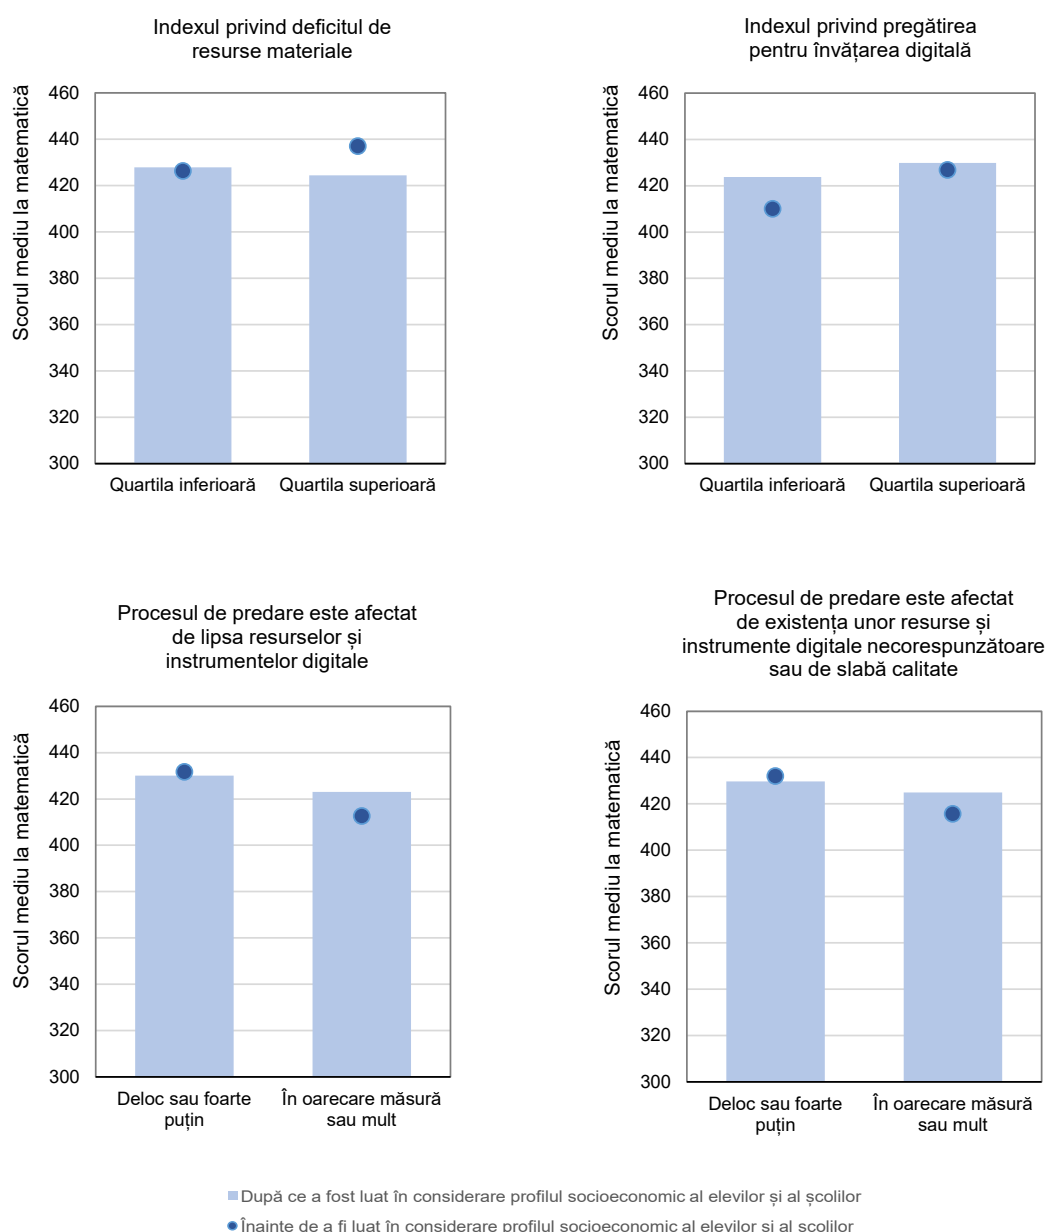 Indexul privind deficitul de
resurse materiale
Scorul mediu la matematică
460
440
420
400
380
360
340
320
300
Quartila inferioară
Quartila superioară
Indexul privind pregătirea
pentru învățarea digitală
Scorul mediu la matematică
460
440
420
400
380
360
340
320
300
Quartila inferioară
Quartila superioară
Procesul de predare este afectat
de lipsa resurselor și
instrumentelor digitale
Scorul mediu la matematică
460
440
420
400
380
360
340
320
300
Deloc sau foarte
puțin
În oarecare măsură
sau mult
Procesul de predare este afectat
de existența unor resurse și
instrumente digitale necorespunzătoare
sau de slabă calitate
Scorul mediu la matematică
460
440
420
400
380
360
340
320
300
Deloc sau foarte
puțin
În oarecare măsură
sau mult
După ce a fost luat în considerare profilul socioeconomic al elevilor și al școlilor
Înainte de a fi luat în considerare profilul socioeconomic al elevilor și al școlilor